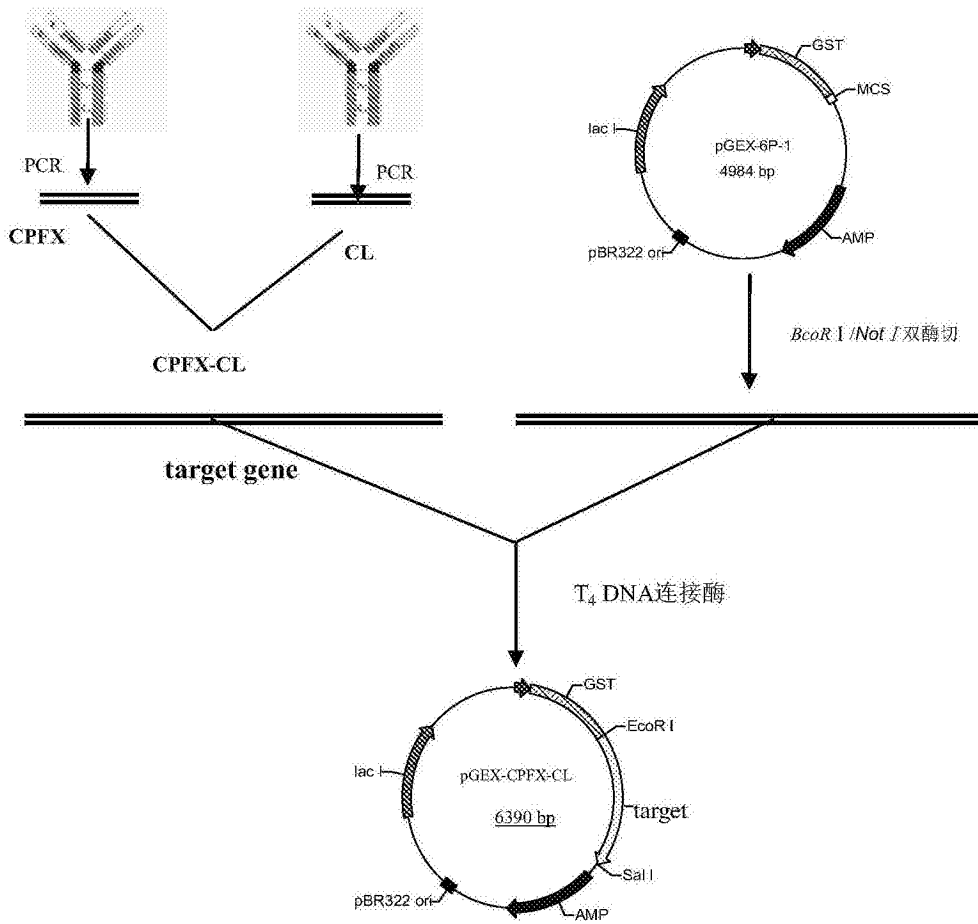 PCR
PCR
CPFX
CL
CPFX-CL
target gene
GST
MCS
lac I
pGEX-6P-1
4984 bp
AMP
pBR322 ori
BcoR I /Not I双酶切
T4 DNA连接酶
GST
EcoR I
lac I
pGEX-CPFX-CL
6390 bp
target
Sal I
pBR322 ori
AMP